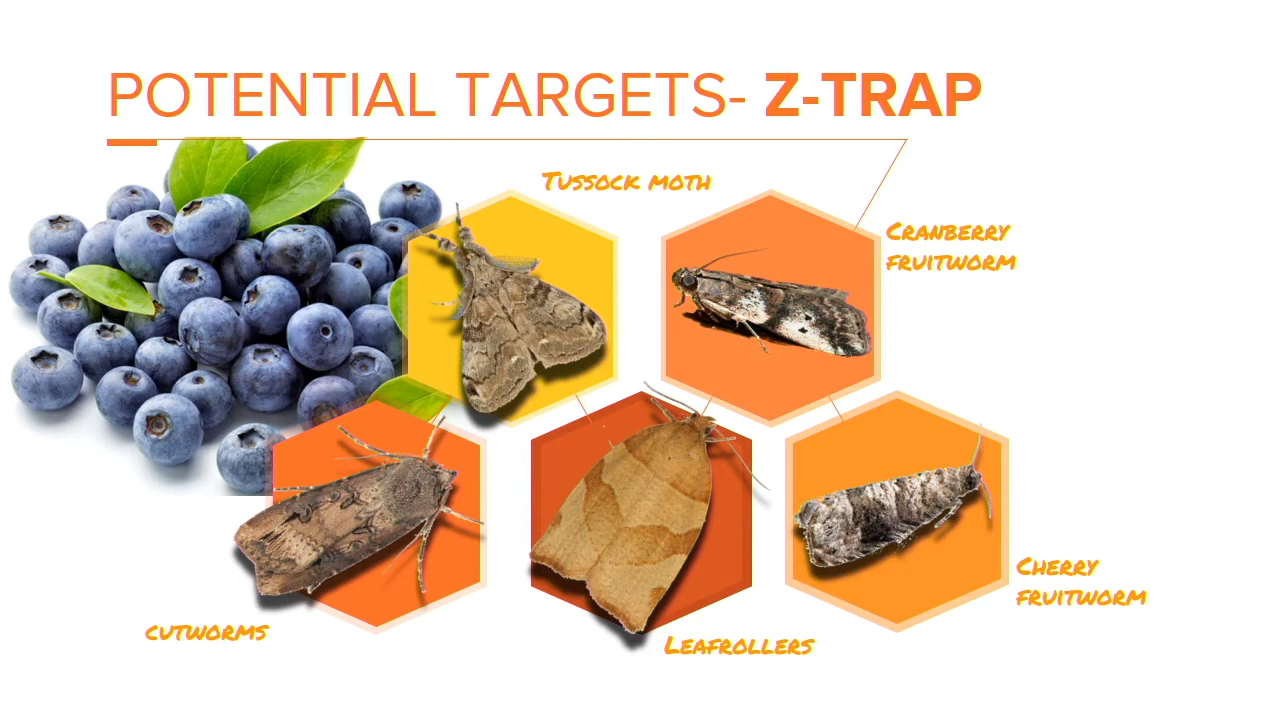 POTENTIAL TARGETS- Z-TRAP
TUSSOCK MOTH
CRANBERRY
FRUITWORM
CHERRY
FRUITWORM
CUTWORMS
LEAFROLLERS